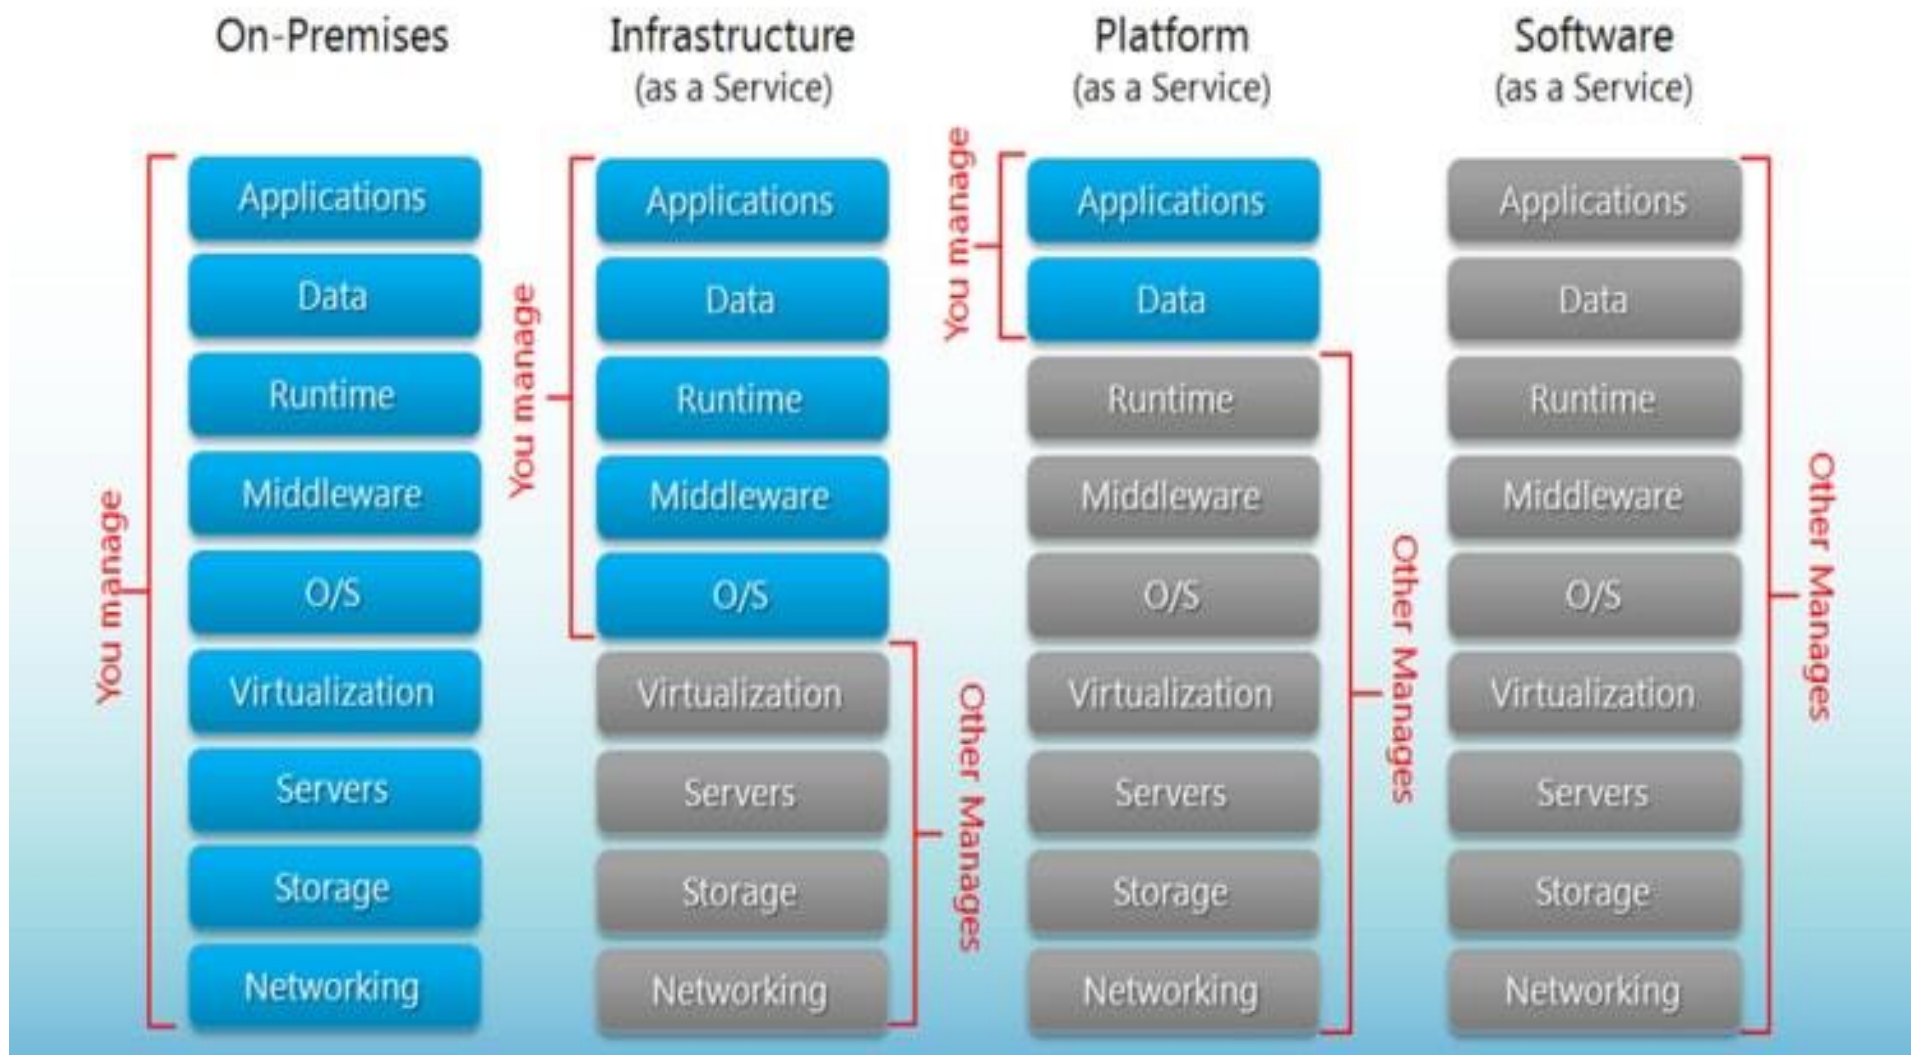 On-Premises
You manage
Applications
Data
Runtime
Middleware
O/S
Virtualization
Servers
Storage
Networking
Infrastructure
(as a Service)
You manage
Applications
Data
Runtime
Middleware
O/S
Virtualization
Servers
Storage
Networking
Other Manages
Platform
(as a Service)
You manage
Applications
Data
Runtime
Middleware
O/S
Virtualization
Servers
Storage
Networking
Other Manages
Software
(as a Service)
Applications
Data
Runtime
Middleware
O/S
Virtualization
Servers
Storage
Networking
Other Manages